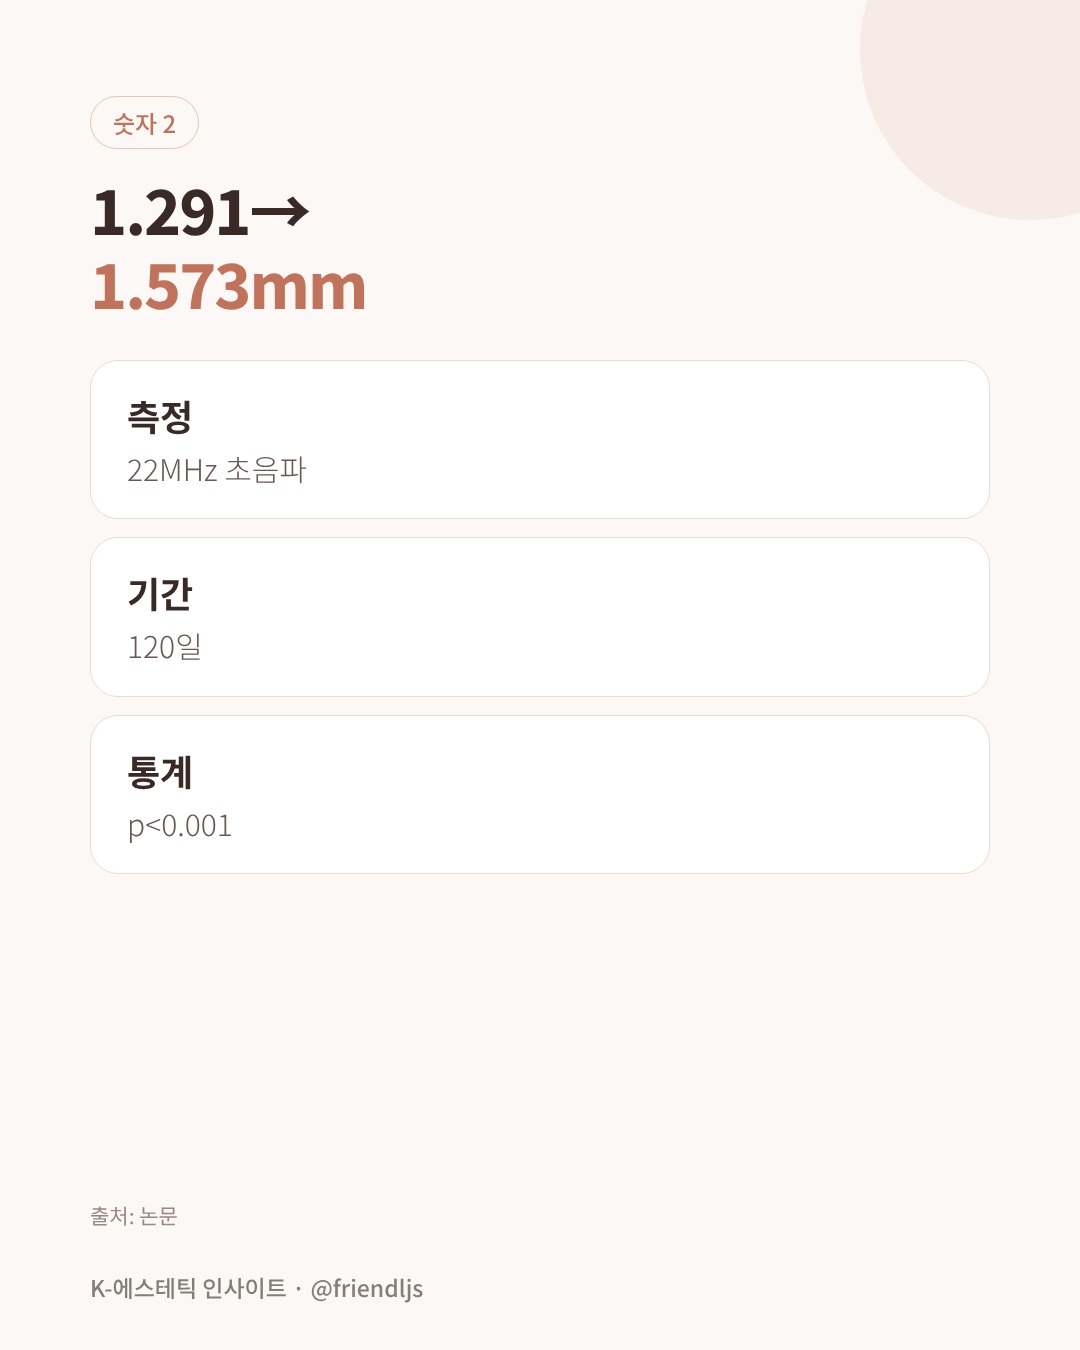 숫자 2
1.291→
1.573mm
측정
22MHz 초음파
기간
120일
통계
p<0.001
출처: 논문
K-에스테틱 인사이트 · @friendljs